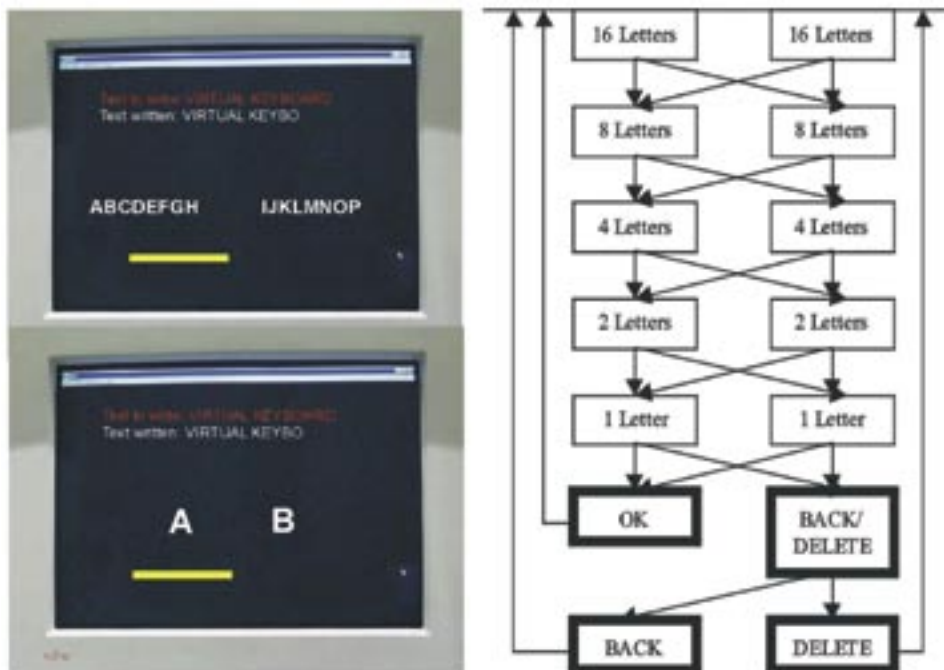 Text to write: VIRTUAL KEYBOARD
Text written: VIRTUAL KEYBO
ABCDEFGH IJKLMNOP
Text to write: VIRTUAL KEYBOARD
Text written: VIRTUAL KEYBO
A B
16 Letters 16 Letters
8 Letters 8 Letters
4 Letters 4 Letters
2 Letters 2 Letters
1 Letter 1 Letter
OK BACK/
DELETE
BACK DELETE